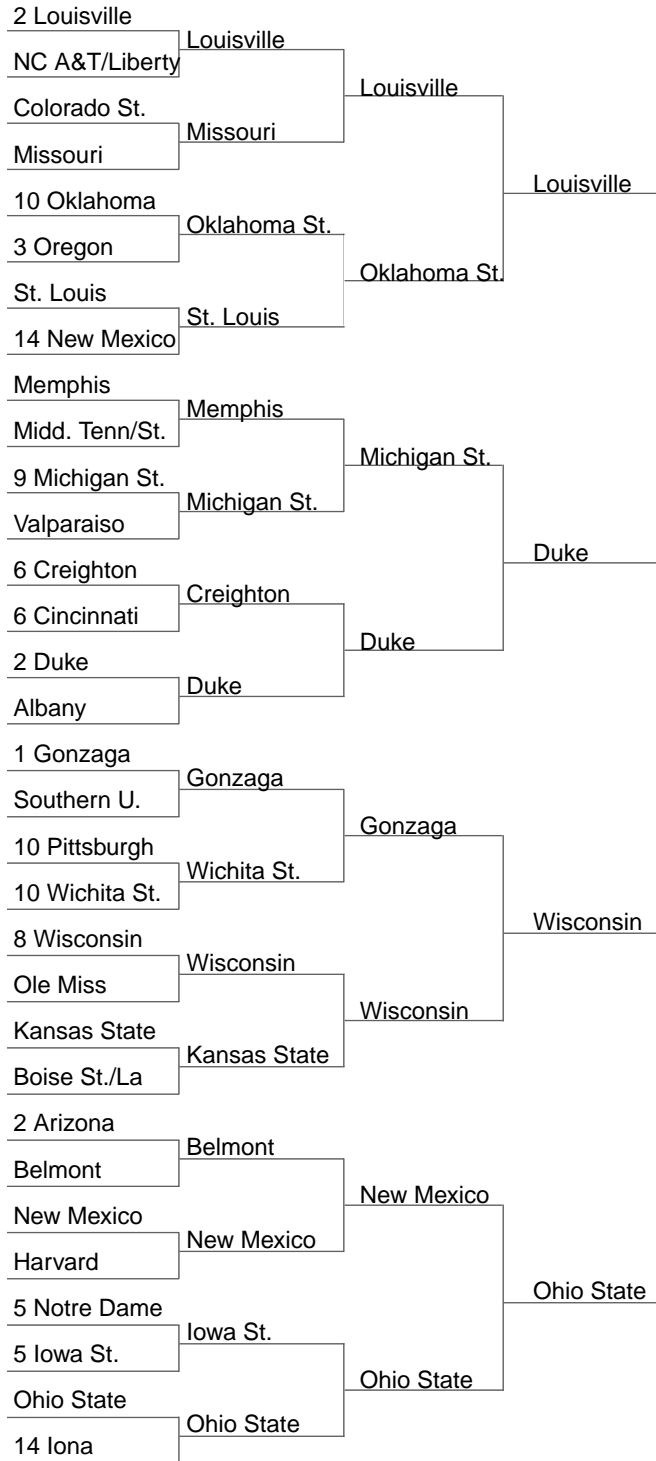 2 Louisville
NC A&T/Liberty
Colorado St.
Missouri
10 Oklahoma
3 Oregon
St. Louis
14 New Mexico
Memphis
Midd. Tenn/St.
9 Michigan St.
Valparaiso
6 Creighton
6 Cincinnati
2 Duke
Albany
1 Gonzaga
Southern U.
10 Pittsburgh
10 Wichita St.
8 Wisconsin
Ole Miss
Kansas State
Boise St./La
2 Arizona
Belmont
New Mexico
Harvard
5 Notre Dame
5 Iowa St.
Ohio State
14 Iona
Louisville
Missouri
Oklahoma St.
St. Louis
Memphis
Michigan St.
Creighton
Duke
Gonzaga
Wichita St.
Wisconsin
Kansas State
Belmont
New Mexico
Iowa St.
Ohio State
Louisville
Oklahoma St.
Michigan St.
Duke
Gonzaga
Wisconsin
New Mexico
Ohio State
Louisville
Duke
Wisconsin
Ohio State